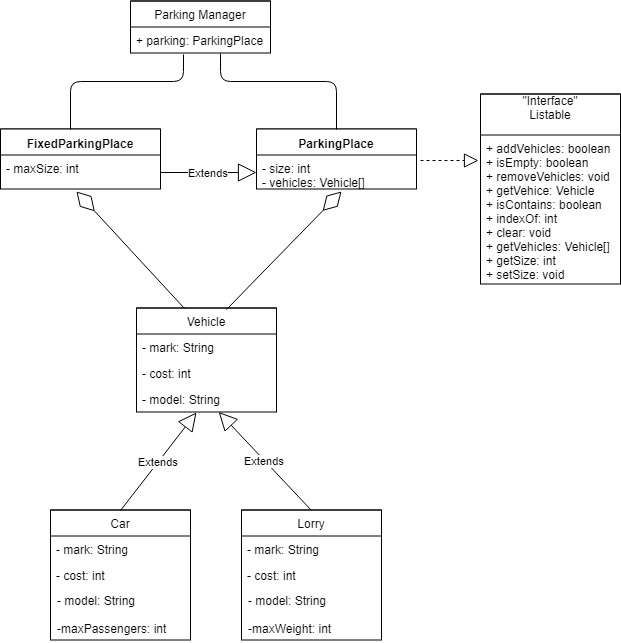 Parking Manager
+ parking: ParkingPlace
FixedParkingPlace
- maxSize: int
Extends
ParkingPlace
- size: int
- vehicles: Vehicle[]
"Interface"
Listable
+ addVehicles: boolean
+ isEmpty: boolean
+ removeVehicles: void
+ getVehice: Vehicle
+ isContains: boolean
+ indexOf: int
+ clear: void
+ getVehicles: Vehicle[]
+ getSize: int
+ setSize: void
Vehicle
- mark: String
- cost: int
- model: String
Extends
Extends
Car
- mark: String
- cost: int
- model: String
-maxPassengers: int
Lorry
- mark: String
- cost: int
- model: String
-maxWeight: int